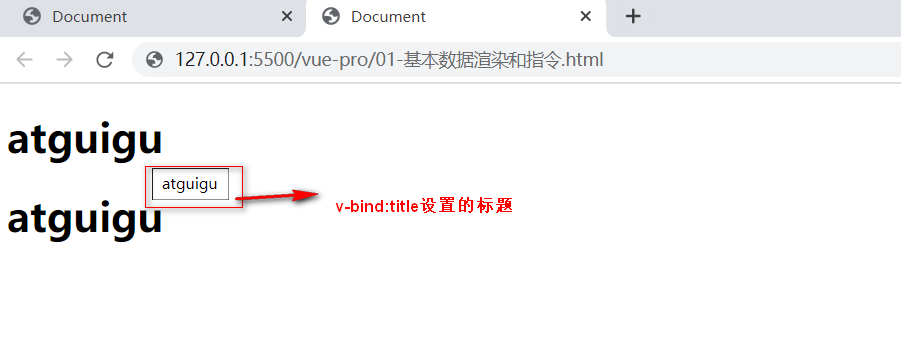 Document
Document
127.0.0.1:5500/vue-pro/01-基本数据渲染和指令.html
atguigu
atguigu
v-bind:title设置的标题
atguigu